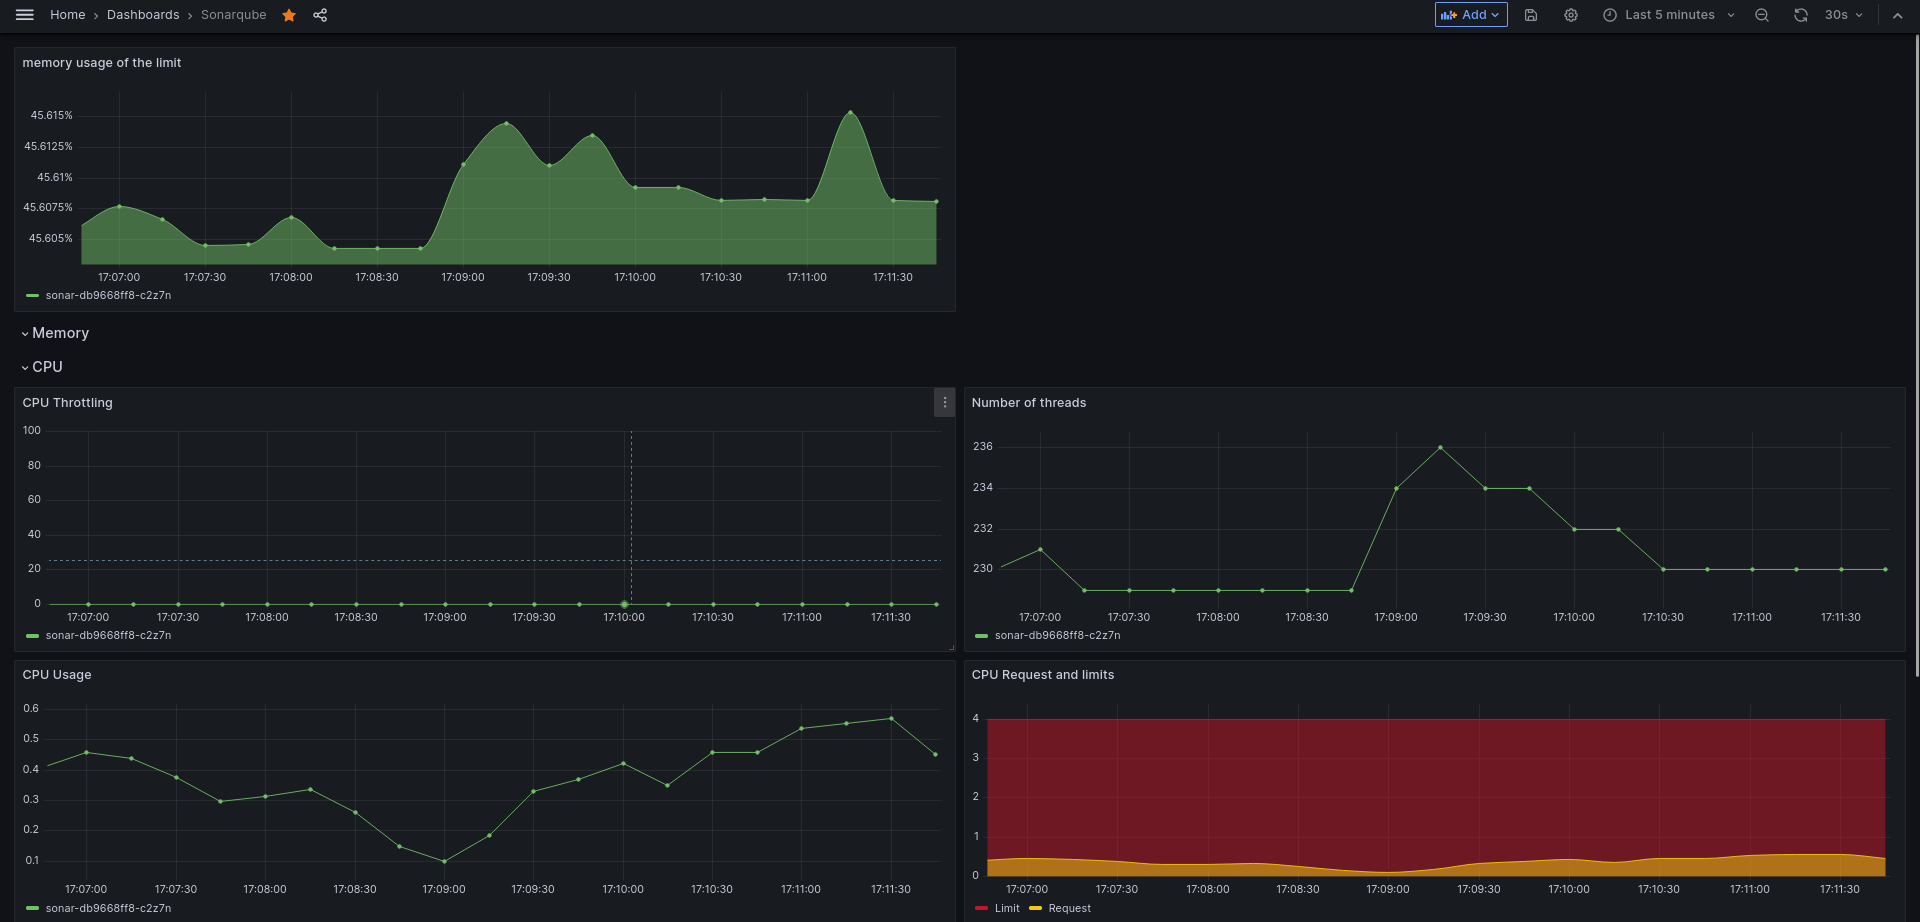 Home › Dashboards › Sonarqube Add Last 5 minutes 30s
memory usage of the limit
45.615%
45.6125%
45.61%
45.6075%
45.605%
17:07:00 17:07:30 17:08:00 17:08:30 17:09:00 17:09:30 17:10:00 17:10:30 17:11:00 17:11:30
sonar-db9668ff8-c2z7n
Memory
CPU
CPU Throttling
100
80
60
40
20
0
17:07:00 17:07:30 17:08:00 17:08:30 17:09:00 17:09:30 17:10:00 17:10:30 17:11:00 17:11:30
sonar-db9668ff8-c2z7n
Number of threads
236
234
232
230
17:07:00 17:07:30 17:08:00 17:08:30 17:09:00 17:09:30 17:10:00 17:10:30 17:11:00 17:11:30
sonar-db9668ff8-c2z7n
CPU Usage
0.6
0.5
0.4
0.3
0.2
0.1
17:07:00 17:07:30 17:08:00 17:08:30 17:09:00 17:09:30 17:10:00 17:10:30 17:11:00 17:11:30
sonar-db9668ff8-c2z7n
CPU Request and limits
4
3
2
1
0
17:07:00 17:07:30 17:08:00 17:08:30 17:09:00 17:09:30 17:10:00 17:10:30 17:11:00 17:11:30
Limit Request